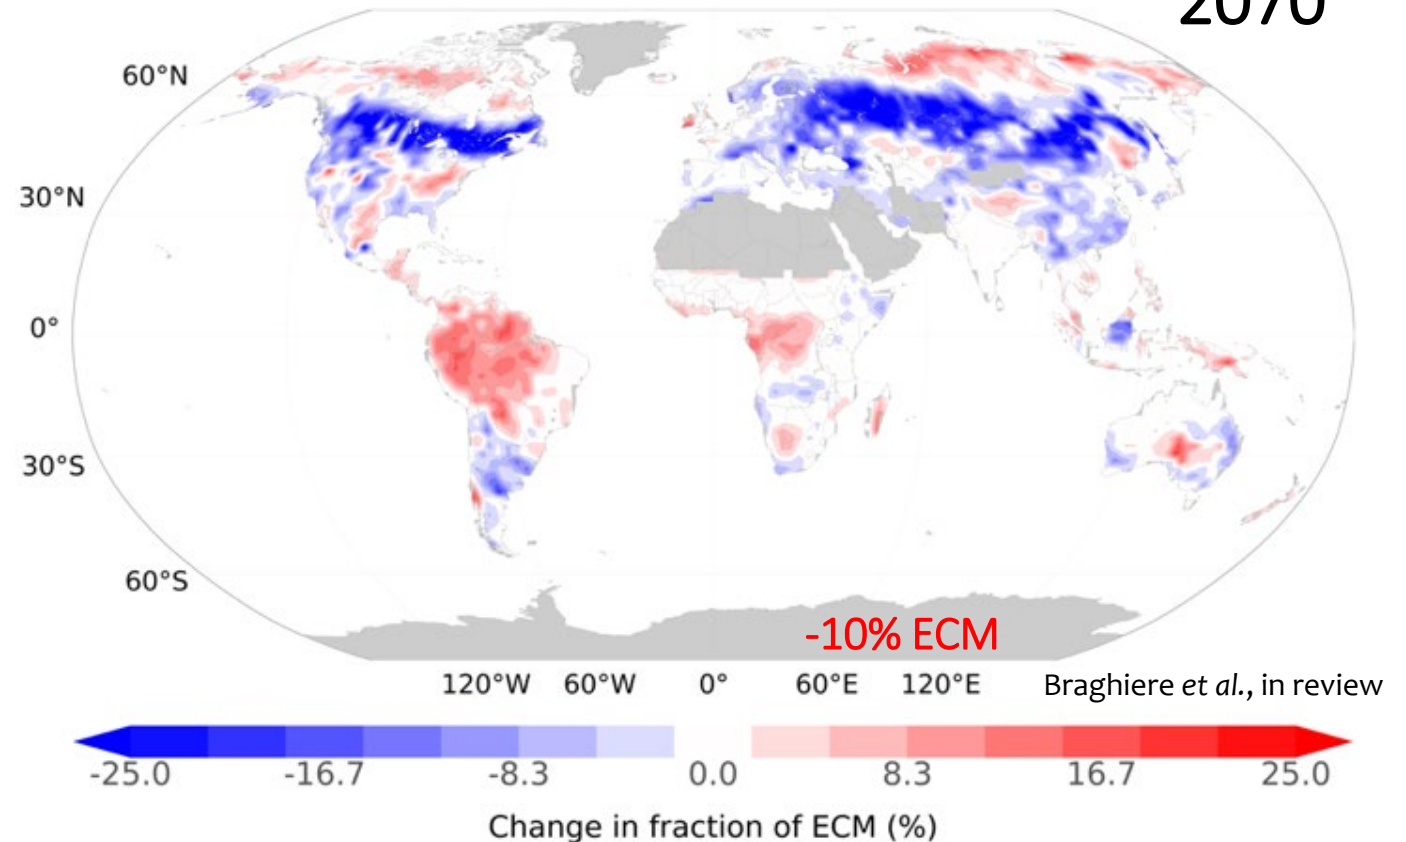 2070
60°N
30°N
0°
30°S
60°S
-10% ECM
120°W 60°W 0° 60°E 120°E
Braghiere et al., in review
-25.0 -16.7 -8.3 0.0 8.3 16.7 25.0
Change in fraction of ECM (%)